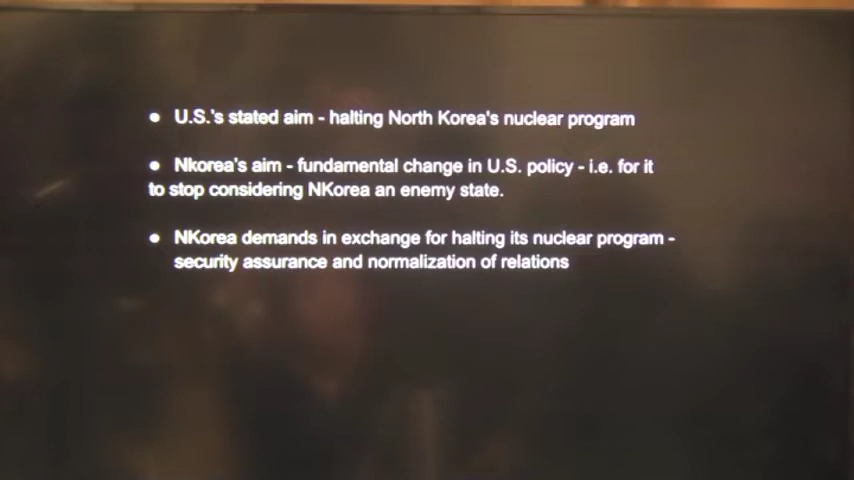 ● U.S.'s stated aim - halting North Korea's nuclear program
● Nkorea's aim - fundamental change in U.S. policy - i.e. for it
to stop considering NKorea an enemy state.
● NKorea demands in exchange for halting its nuclear program -
security assurance and normalization of relations